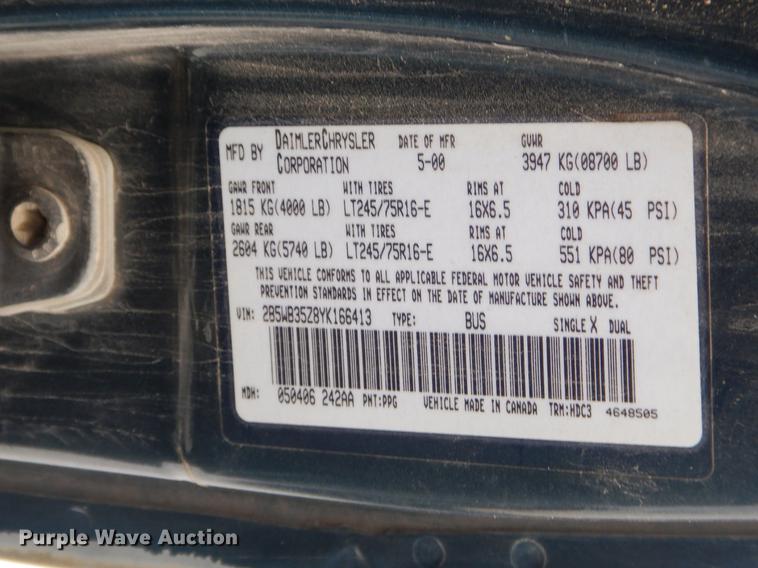 MFD BY DAIMLERCHRYSLER CORPORATION DATE OF MFR 5-00 GVWR 3947 KG(08700 LB)
GAWR FRONT WITH TIRES RIMS AT COLD
1815 KG(4000 LB) LT245/75R16-E 16X6.5 310 KPA(45 PSI)
GAWR REAR WITH TIRES RIMS AT COLD
2604 KG(5740 LB) LT245/75R16-E 16X6.5 551 KPA(80 PSI)
THIS VEHICLE CONFORMS TO ALL APPLICABLE FEDERAL MOTOR VEHICLE SAFETY AND THEFT
PREVENTION STANDARDS IN EFFECT ON THE DATE OF MANUFACTURE SHOWN ABOVE.
VIN: 2B5WB35Z8YK166413 TYPE: BUS SINGLE X DUAL
MDH: 050406 242AA PNT:PPG VEHICLE MADE IN CANADA TRM:HDC3 4648505
Purple Wave Auction